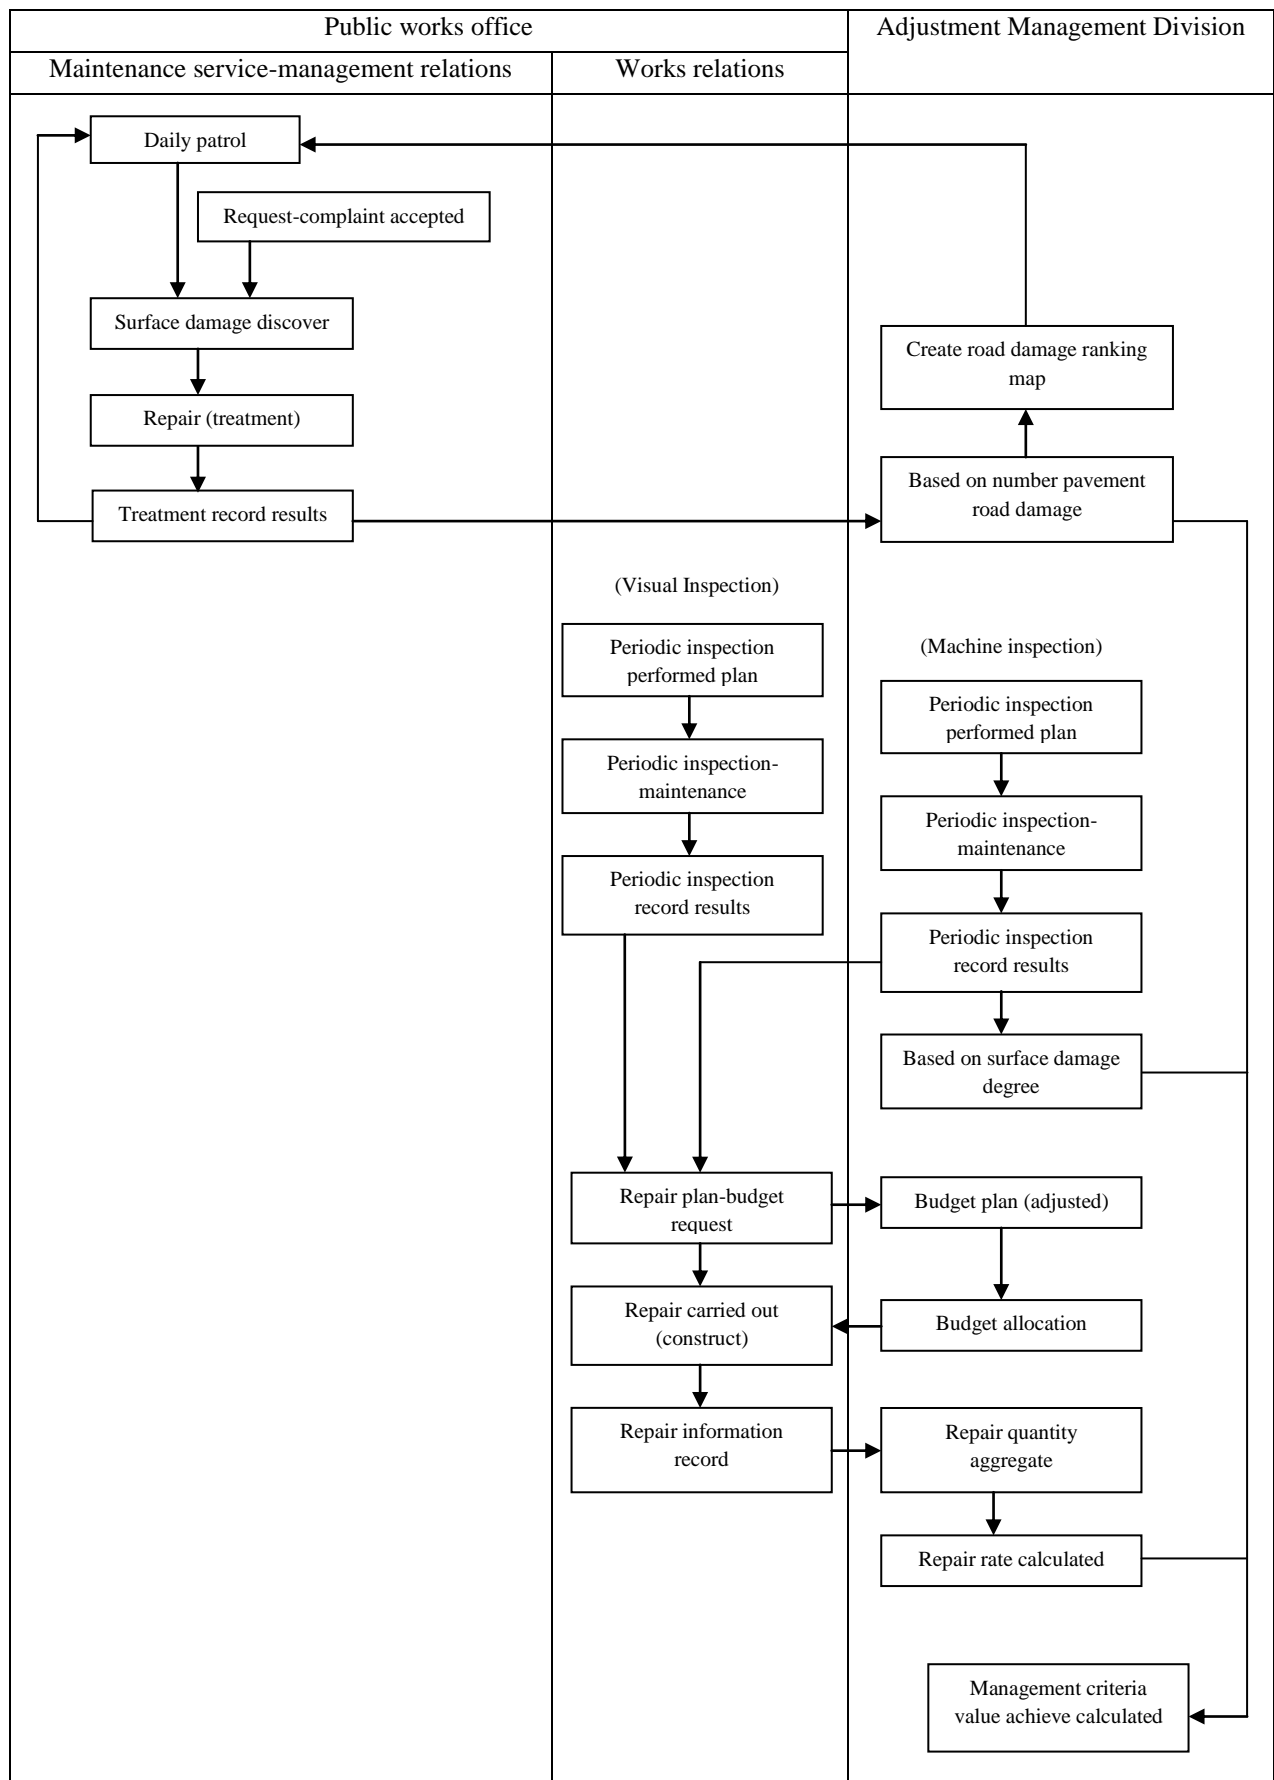 Public works office
Adjustment Management Division
Maintenance service-management relations
Works relations
Daily patrol
Request-complaint accepted
Surface damage discover
Repair (treatment)
Treatment record results
Create road damage ranking
map
Based on number pavement
road damage
(Visual Inspection)
Periodic inspection
performed plan
Periodic inspection-
maintenance
Periodic inspection
record results
(Machine inspection)
Periodic inspection
performed plan
Periodic inspection-
maintenance
Periodic inspection
record results
Based on surface damage
degree
Repair plan-budget
request
Budget plan (adjusted)
Repair carried out
(construct)
Budget allocation
Repair information
record
Repair quantity
aggregate
Repair rate calculated
Management criteria
value achieve calculated